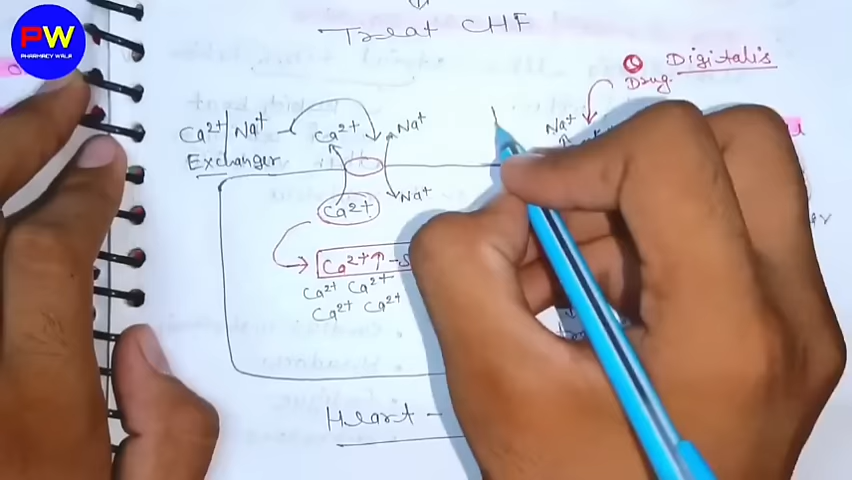 PW
PHARMACY WALA
Treat CHF
Digitalis
Drug
Ca2+ Na+
Exchanger
Ca2+
Na+
Na+
Ca2+
Na+
Ca2+ ↑ -S
Ca2+ Ca2+
Ca2+ Ca2+
Heart -